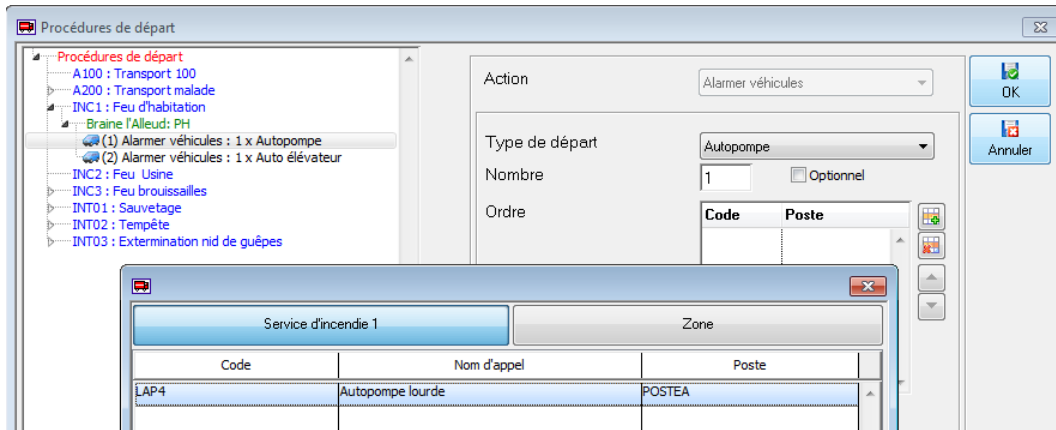 Procédures de départ
Procédures de départ
A100 : Transport 100
A200 : Transport malade
INC1 : Feu d'habitation
Braine l'Alleud: PH
(1) Alarmer véhicules : 1 x Autopompe
(2) Alarmer véhicules : 1 x Auto élévateur
INC2 : Feu  Usine
INC3 : Feu brouissailles
INT01 : Sauvetage
INT02 : Tempête
INT03 : Extermination nid de guêpes
Action
Alarmer véhicules
OK
Annuler
Type de départ
Autopompe
Nombre
1
Optionnel
Ordre
Code Poste
Service d'incendie 1
Zone
Code Nom d'appel Poste
LAP4 Autopompe lourde POSTEA